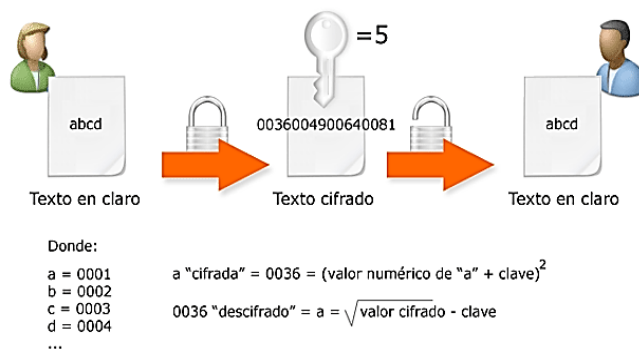 =5
abcd
0036004900640081
abcd
Texto en claro
Texto cifrado
Texto en claro
Donde:
a = 0001
b = 0002
c = 0003
d = 0004
...
a “cifrada” = 0036 = (valor numérico de “a” + clave)²
0036 “descifrado” = a = √valor cifrado - clave